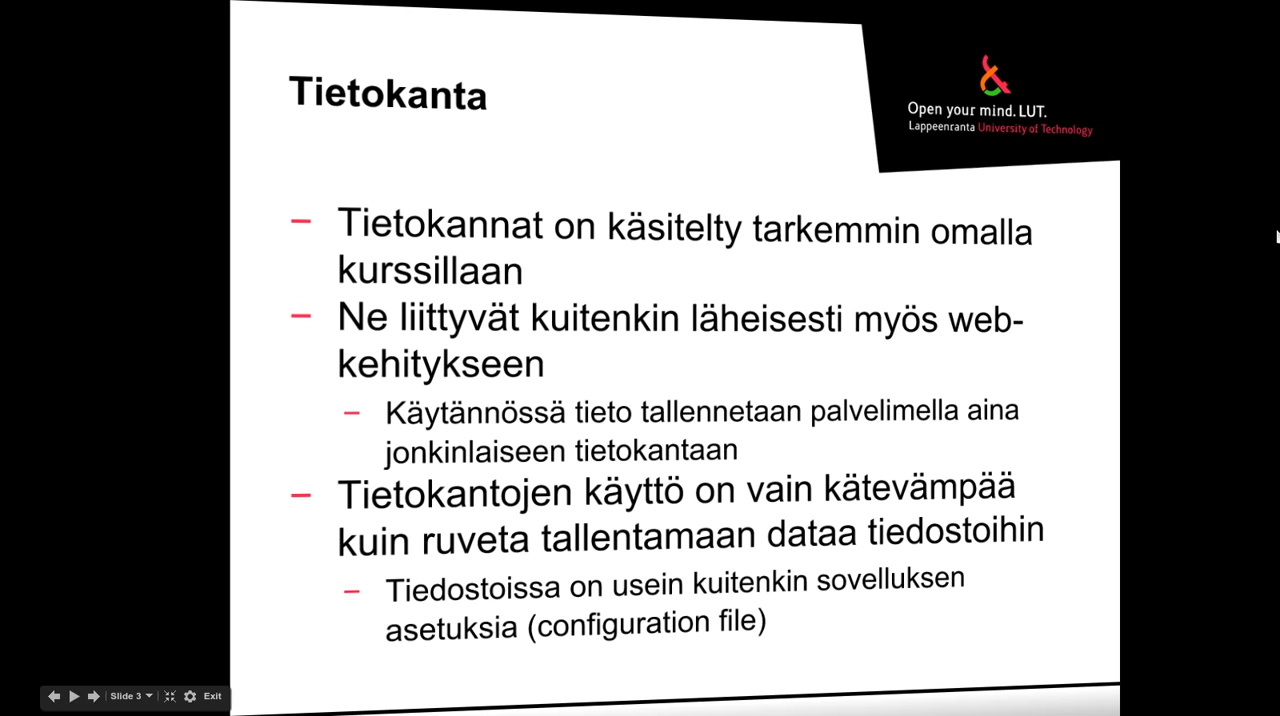 Tietokanta
Open your mind. LUT.
Lappeenranta University of Technology
– Tietokannat on käsitelty tarkemmin omalla
kurssillaan
– Ne liittyvät kuitenkin läheisesti myös web-
kehitykseen
– Käytännössä tieto tallennetaan palvelimella aina
jonkinlaiseen tietokantaan
– Tietokantojen käyttö on vain kätevämpää
kuin ruveta tallentamaan dataa tiedostoihin
– Tiedostoissa on usein kuitenkin sovelluksen
asetuksia (configuration file)
Slide 3 Exit